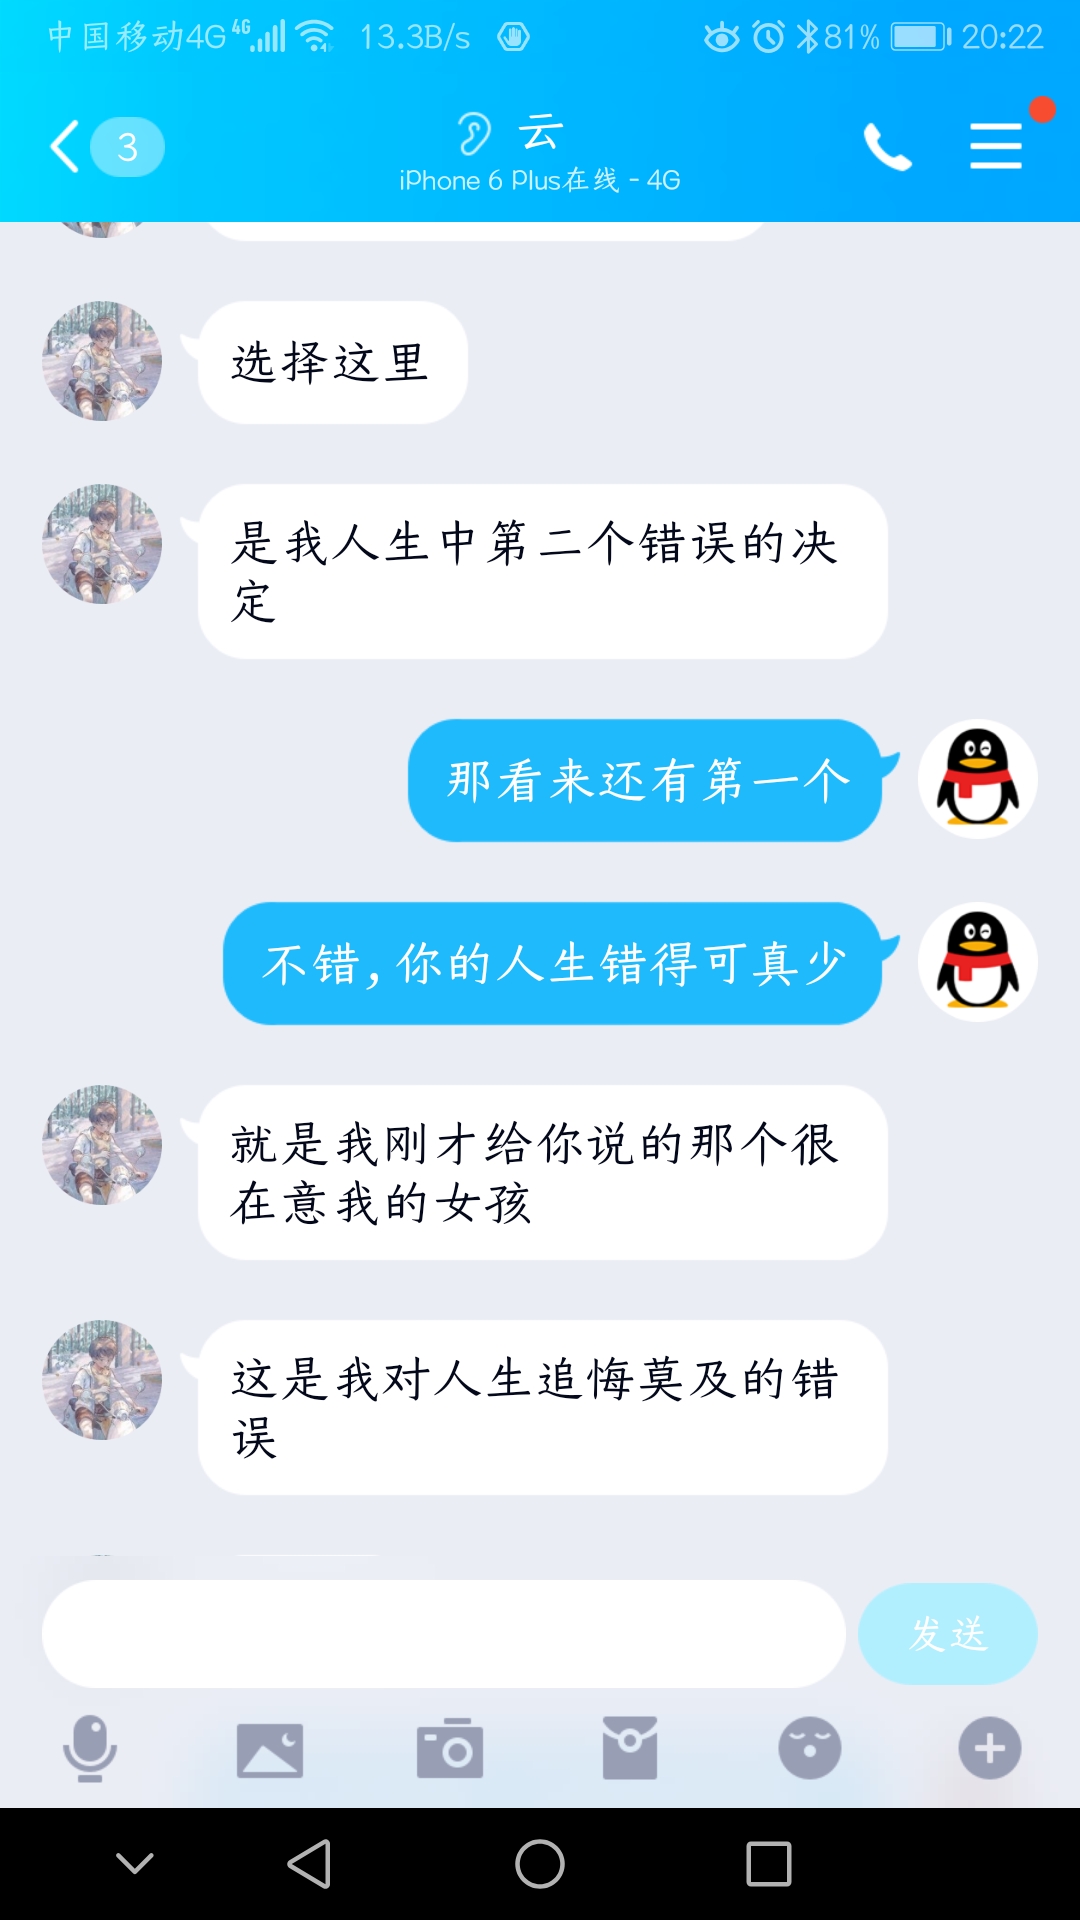 中国移动4G 4G 13.3B/s 81% 20:22
3
云
iPhone 6 Plus在线 - 4G
选择这里
是我人生中第二个错误的决
定
那看来还有第一个
不错,你的人生错得可真少
就是我刚才给你说的那个很
在意我的女孩
这是我对人生追悔莫及的错
误
发送